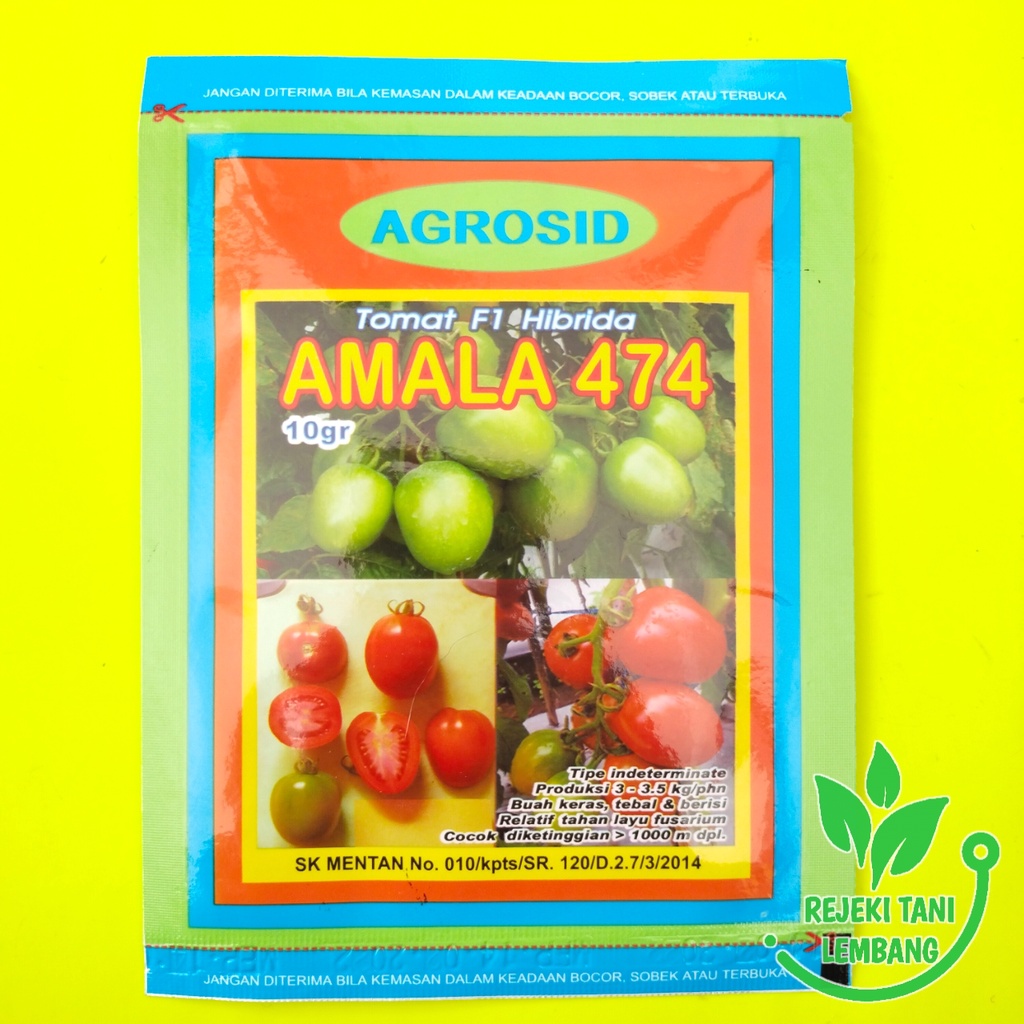 JANGAN DITERIMA BILA KEMASAN DALAM KEADAAN BOCOR, SOBEK ATAU TERBUKA
AGROSID
Tomat F1 Hibrida
AMALA 474
10gr
Tipe indeterminate
Produksi 3 - 3.5 kg/phn
Buah keras, tebal & berisi
Relatif tahan layu fusarium
Cocok diketinggian > 1000 m dpl.
SK MENTAN No. 010/kpts/SR. 120/D.2.7/3/2014
REJEKI TANI
LEMBANG
JANGAN DITERIMA BILA KEMASAN DALAM KEADAAN BOCOR, SOBEK ATAU TERBUKA